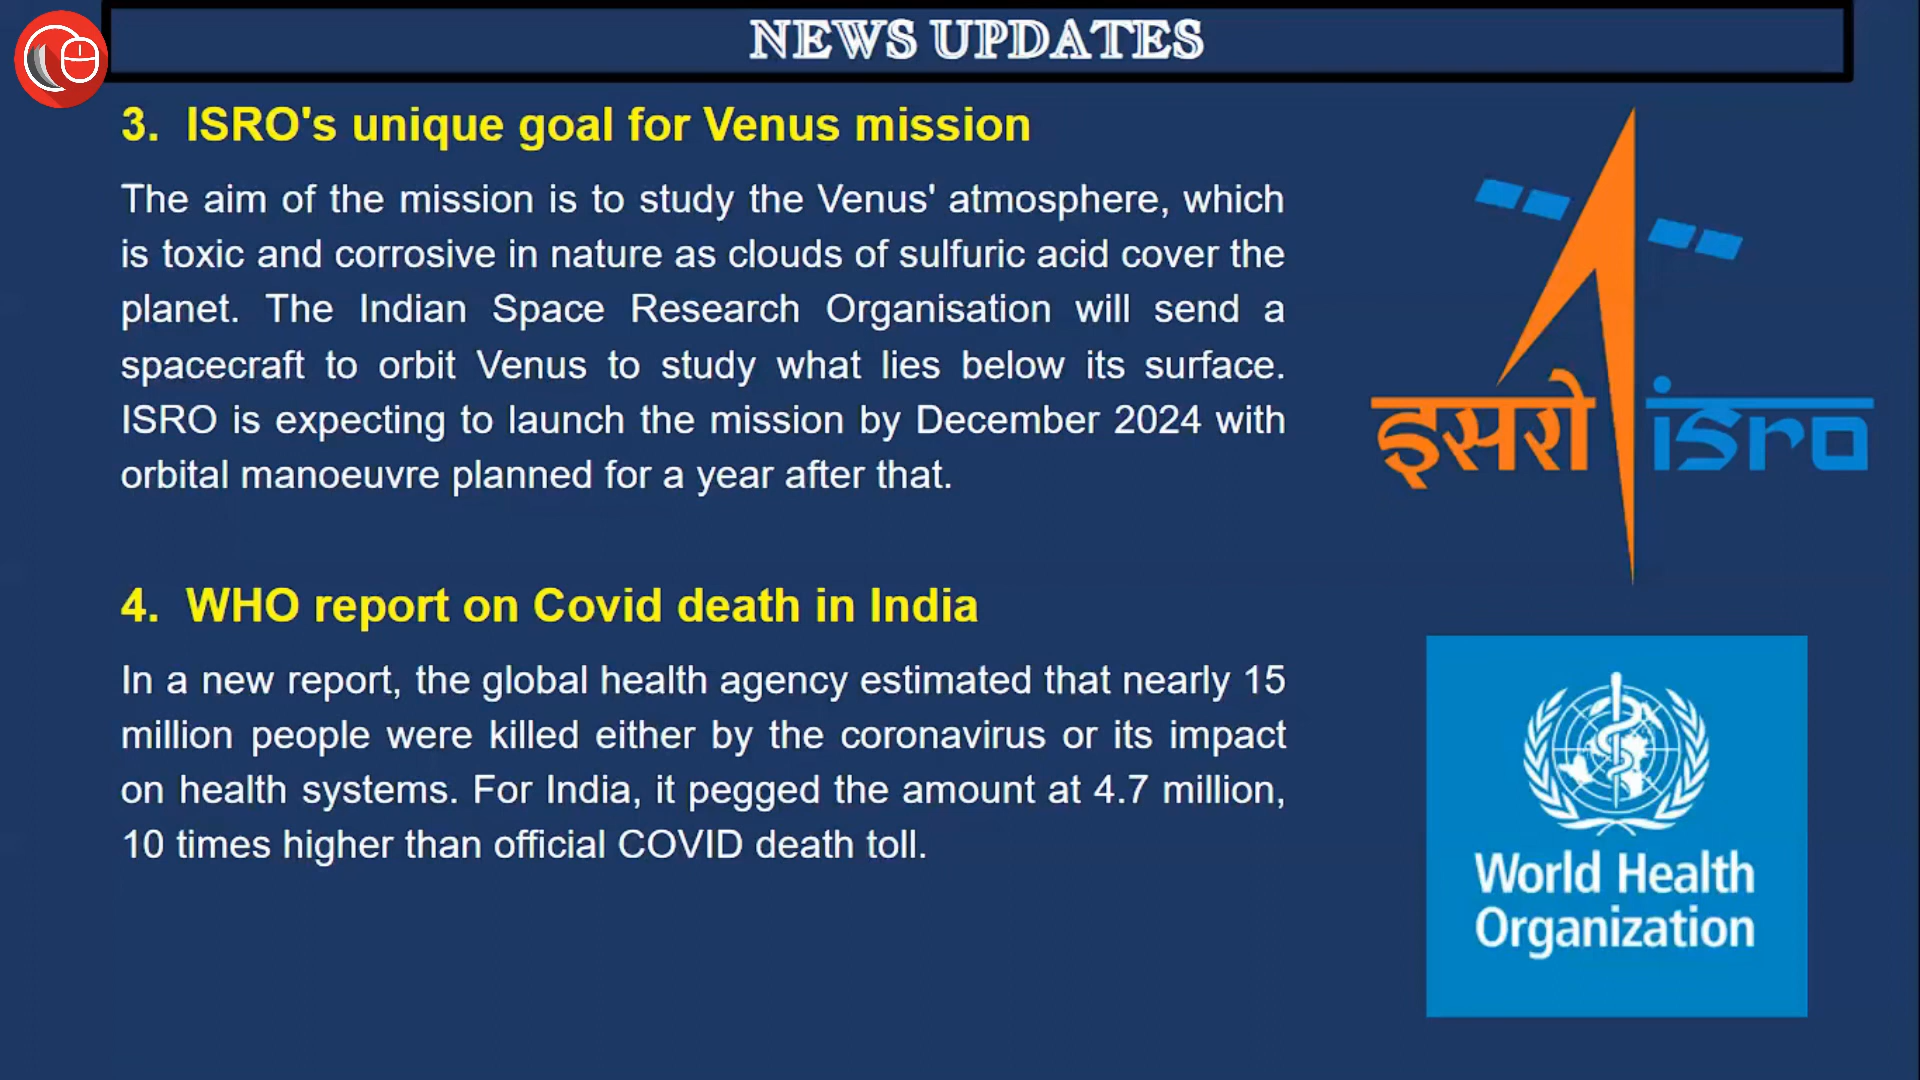 NEWS UPDATES
3. ISRO's unique goal for Venus mission
The aim of the mission is to study the Venus' atmosphere, which
is toxic and corrosive in nature as clouds of sulfuric acid cover the
planet. The Indian Space Research Organisation will send a
spacecraft to orbit Venus to study what lies below its surface.
ISRO is expecting to launch the mission by December 2024 with
orbital manoeuvre planned for a year after that.
इसरो isro
4. WHO report on Covid death in India
In a new report, the global health agency estimated that nearly 15
million people were killed either by the coronavirus or its impact
on health systems. For India, it pegged the amount at 4.7 million,
10 times higher than official COVID death toll.
World Health
Organization